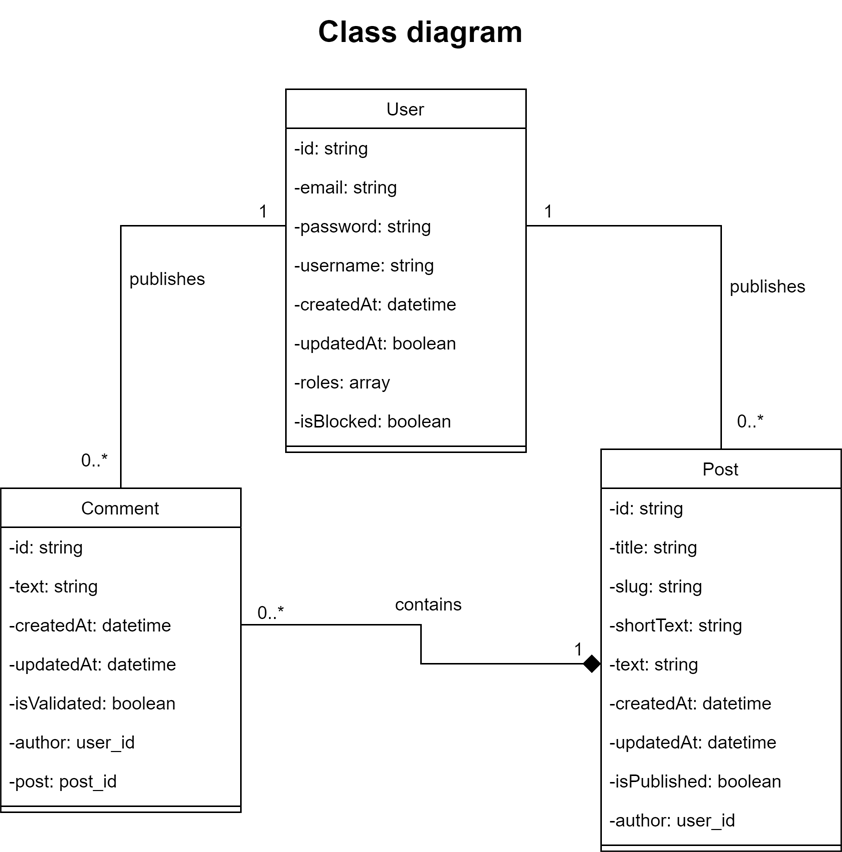 Class diagram
User
-id: string
-email: string
-password: string
-username: string
-createdAt: datetime
-updatedAt: boolean
-roles: array
-isBlocked: boolean
1
publishes
0..*
1
publishes
0..*
Comment
-id: string
-text: string
-createdAt: datetime
-updatedAt: datetime
-isValidated: boolean
-author: user_id
-post: post_id
0..*
contains
1
Post
-id: string
-title: string
-slug: string
-shortText: string
-text: string
-createdAt: datetime
-updatedAt: datetime
-isPublished: boolean
-author: user_id